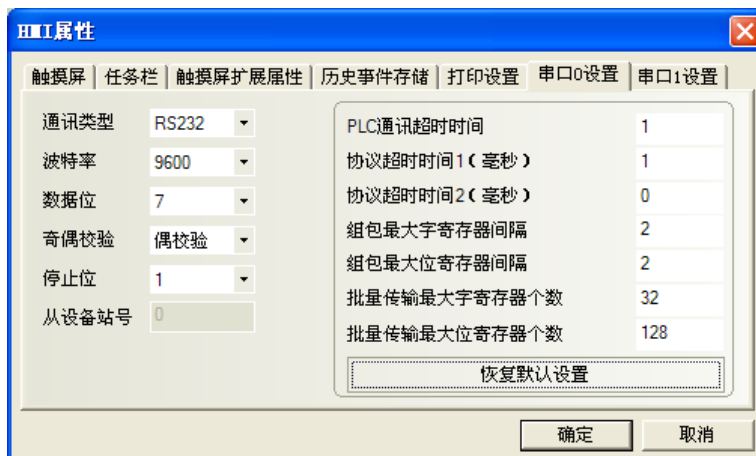 HMI属性
触摸屏 任务栏 触摸屏扩展属性 历史事件存储 打印设置 串口0设置 串口1设置
通讯类型 RS232
波特率 9600
数据位 7
奇偶校验 偶校验
停止位 1
从设备站号 0
PLC通讯超时时间 1
协议超时时间1(毫秒) 1
协议超时时间2(毫秒) 0
组包最大字寄存器间隔 2
组包最大位寄存器间隔 2
批量传输最大字寄存器个数 32
批量传输最大位寄存器个数 128
恢复默认设置
确定 取消